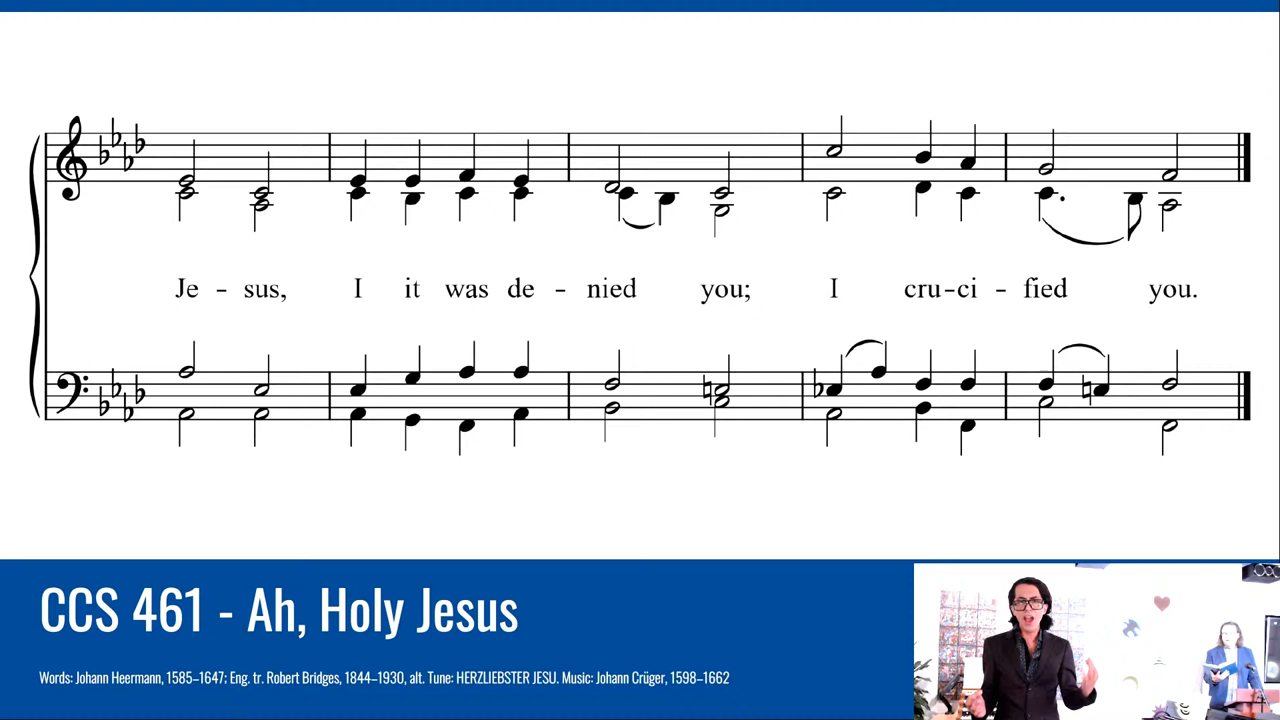 Je - sus, I it was de - nied you; I cru - ci - fied you.
CCS 461 - Ah, Holy Jesus
Words: Johann Heermann, 1585–1647; Eng. tr. Robert Bridges, 1844–1930, alt. Tune: HERZLIEBSTER JESU. Music: Johann Crüger, 1598–1662